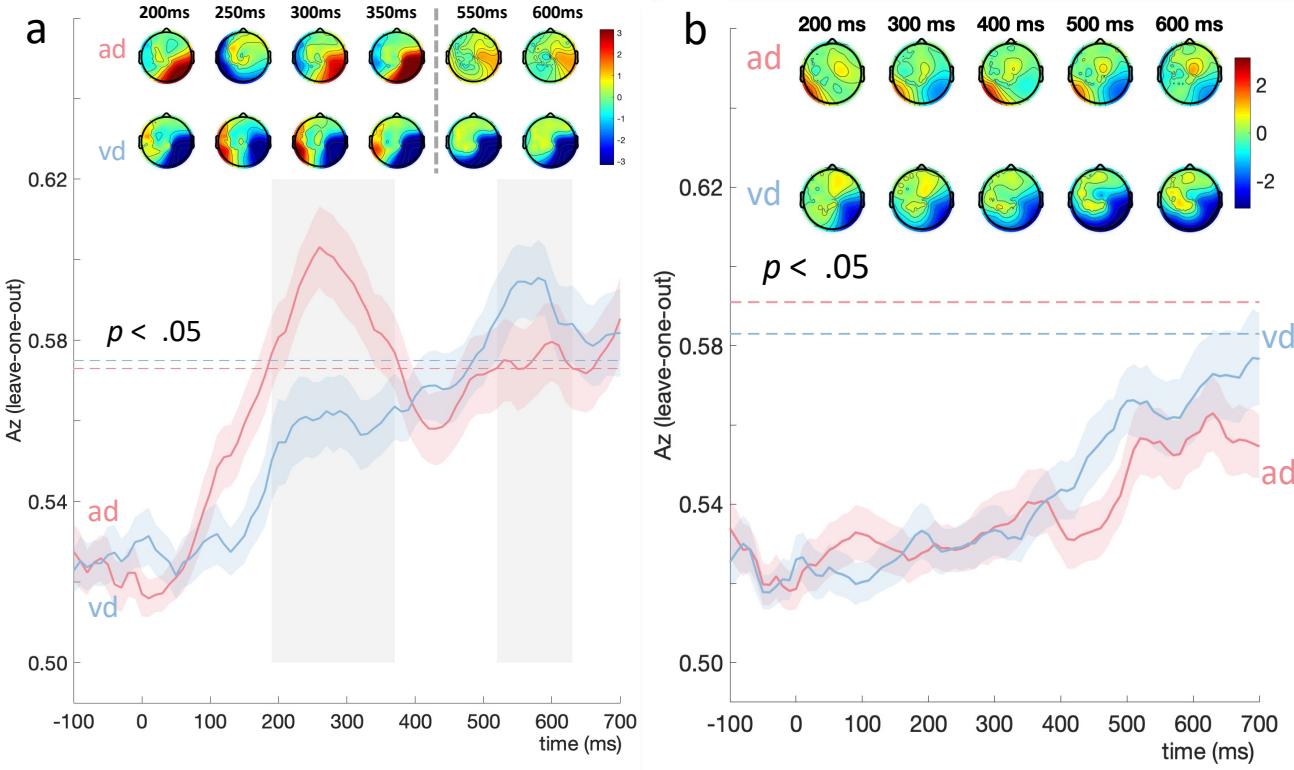 a
200ms 250ms 300ms 350ms 550ms 600ms
ad
vd
3
2
1
0
-1
-2
-3
0.62
0.58
0.54
0.50
Az (leave-one-out)
p < .05
ad
vd
-100 0 100 200 300 400 500 600 700
time (ms)
b
200 ms 300 ms 400 ms 500 ms 600 ms
ad
vd
2
0
-2
0.62
0.58
0.54
0.50
Az (leave-one-out)
p < .05
vd
ad
-100 0 100 200 300 400 500 600 700
time (ms)